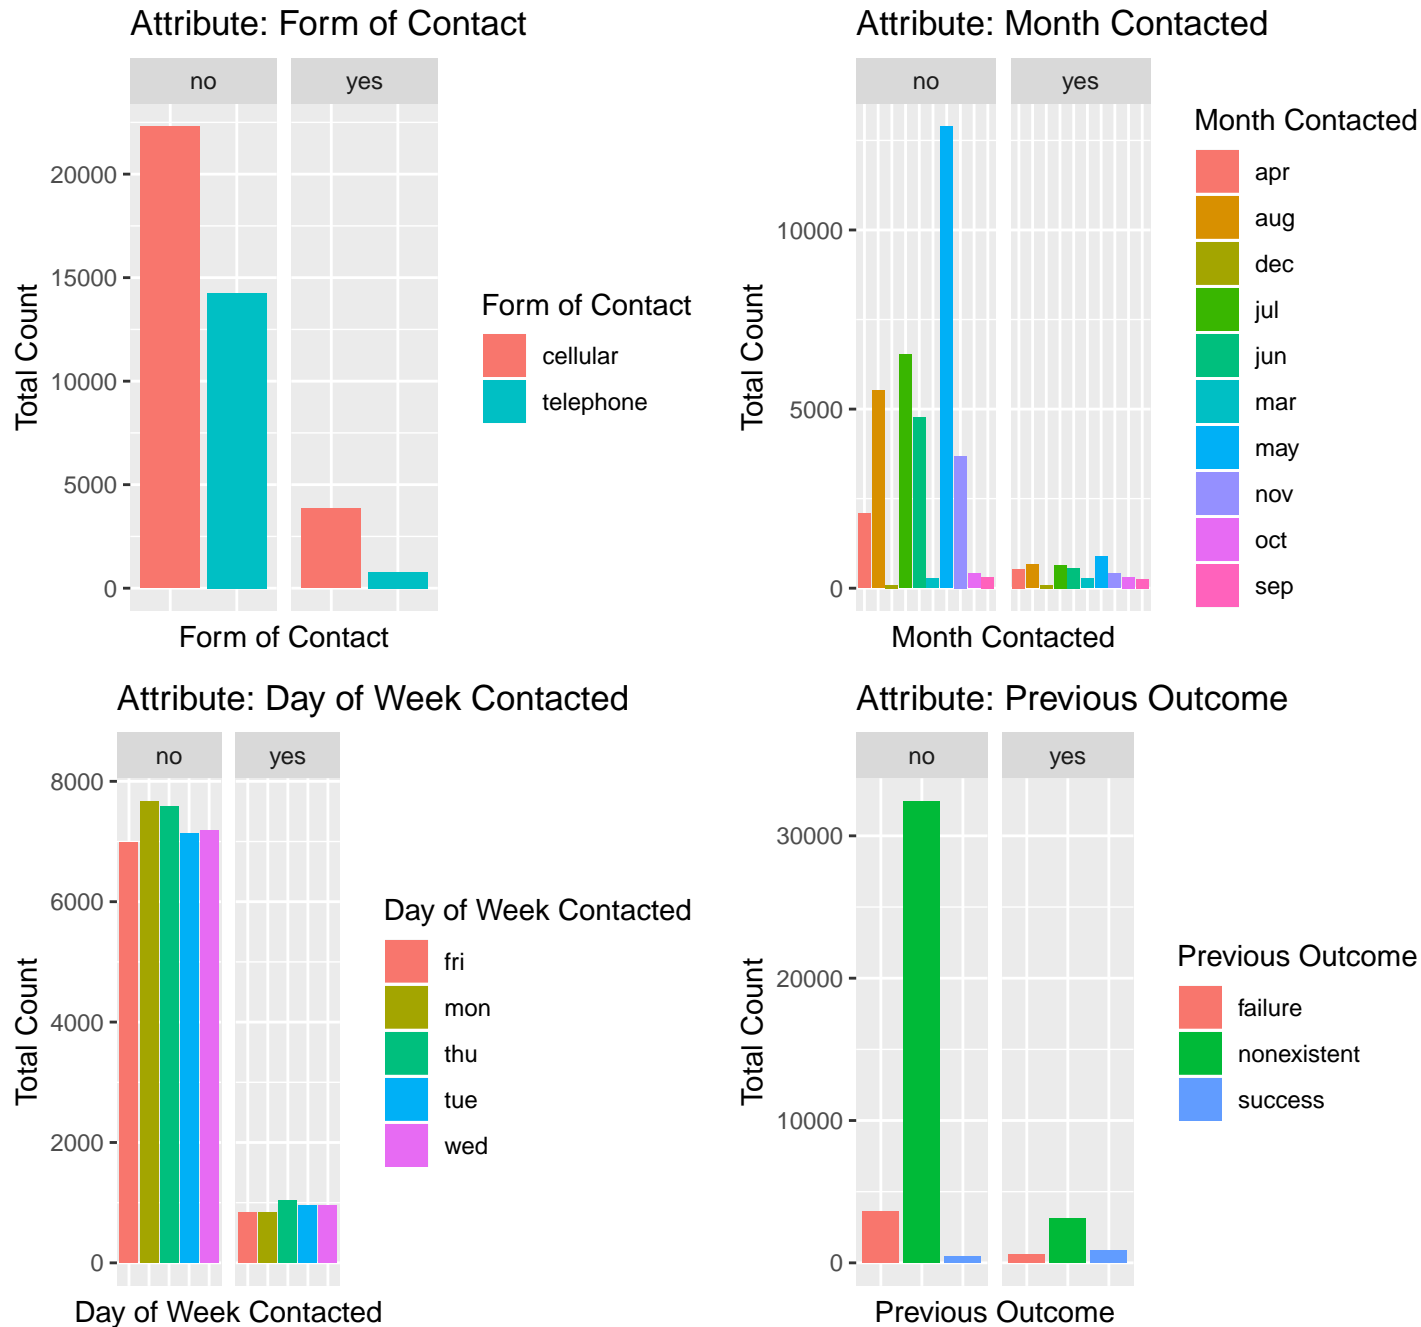 Attribute: Form of Contact
no yes
20000
15000
10000
5000
0
Total Count
Form of Contact
Form of Contact
cellular
telephone
Attribute: Month Contacted
no yes
10000
5000
0
Total Count
Month Contacted
Month Contacted
apr
aug
dec
jul
jun
mar
may
nov
oct
sep
Attribute: Day of Week Contacted
no yes
8000
6000
4000
2000
0
Total Count
Day of Week Contacted
Day of Week Contacted
fri
mon
thu
tue
wed
Attribute: Previous Outcome
no yes
30000
20000
10000
0
Total Count
Previous Outcome
Previous Outcome
failure
nonexistent
success